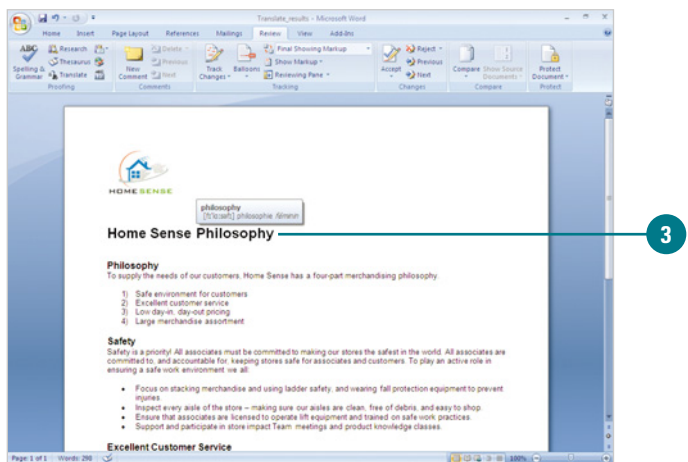 Translate_results - Microsoft Word
Home Insert Page Layout References Mailings Review View Add-Ins
ABC Research Delete Final Showing Markup Reject
Thesaurus Previous Show Markup Previous
Spelling & Grammar Translate New Comment Next Track Changes Balloons Reviewing Pane Accept Next Compare Show Source Documents Protect Document
Proofing Comments Tracking Changes Compare Protect
HOME SENSE
philosophy
philosophie féminin
Home Sense Philosophy
3
Philosophy
To supply the needs of our customers, Home Sense has a four-part merchandising philosophy
1) Safe environment for customers
2) Excellent customer service
3) Low day-in, day-out pricing
4) Large merchandise assortment
Safety
Safety is a priority! All associates must be committed to making our stores the safest in the world. All associates are
committed to, and accountable for, keeping stores safe for associates and customers. To play an active role in
ensuring a safe work environment we all:
• Focus on stacking merchandise and using ladder safety, and wearing fall protection equipment to prevent
injuries.
• Inspect every aisle of the store – making sure our aisles are clean, free of debris, and easy to shop.
• Ensure that associates are licensed to operate lift equipment and trained on safe work practices.
• Support and participate in store impact Team meetings and product knowledge classes.
Excellent Customer Service
Page: 1 of 1 Words: 298 100%